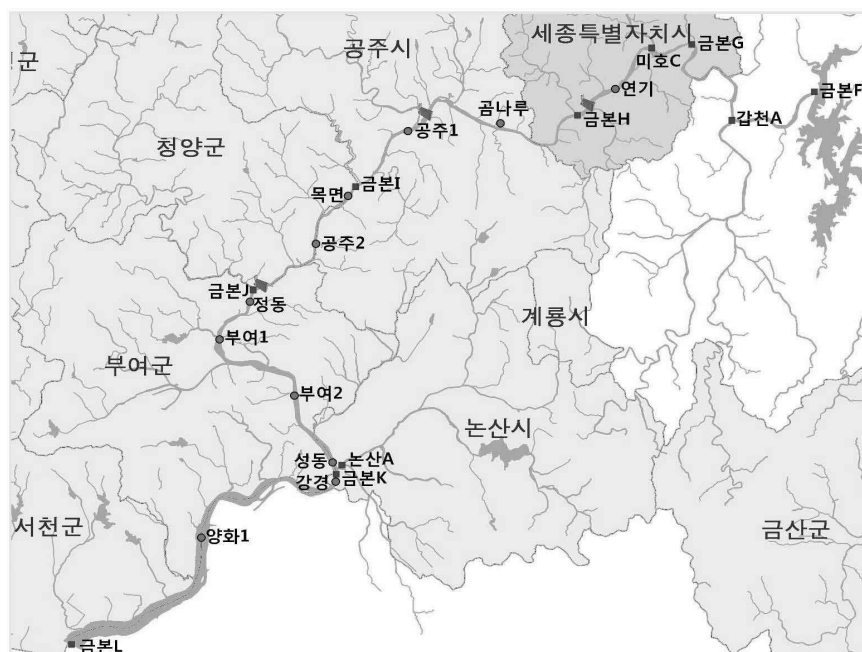 공주시
세종특별자치시
금본G
미호C
군
연기
금본F
곰나루
금본H
갑천A
공주1
청양군
목면
금본I
공주2
금본J
정동
계룡시
부여1
부여군
부여2
논산시
성동
논산A
금본K
강경
서천군
양화1
금산군
금본L